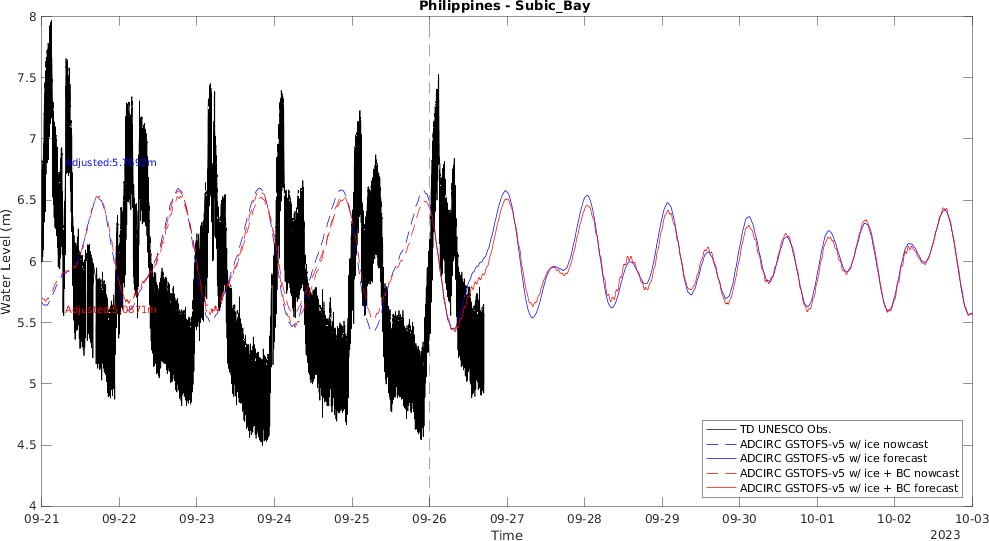 Philippines - Subic_Bay
8
7.5
7
6.5
6
5.5
5
4.5
4
Water Level (m)
TD UNESCO Obs.
ADCIRC GSTOFS-v5 w/ ice nowcast
ADCIRC GSTOFS-v5 w/ ice forecast
ADCIRC GSTOFS-v5 w/ ice + BC nowcast
ADCIRC GSTOFS-v5 w/ ice + BC forecast
09-21 09-22 09-23 09-24 09-25 09-26 09-27 09-28 09-29 09-30 10-01 10-02 10-03
Time
2023